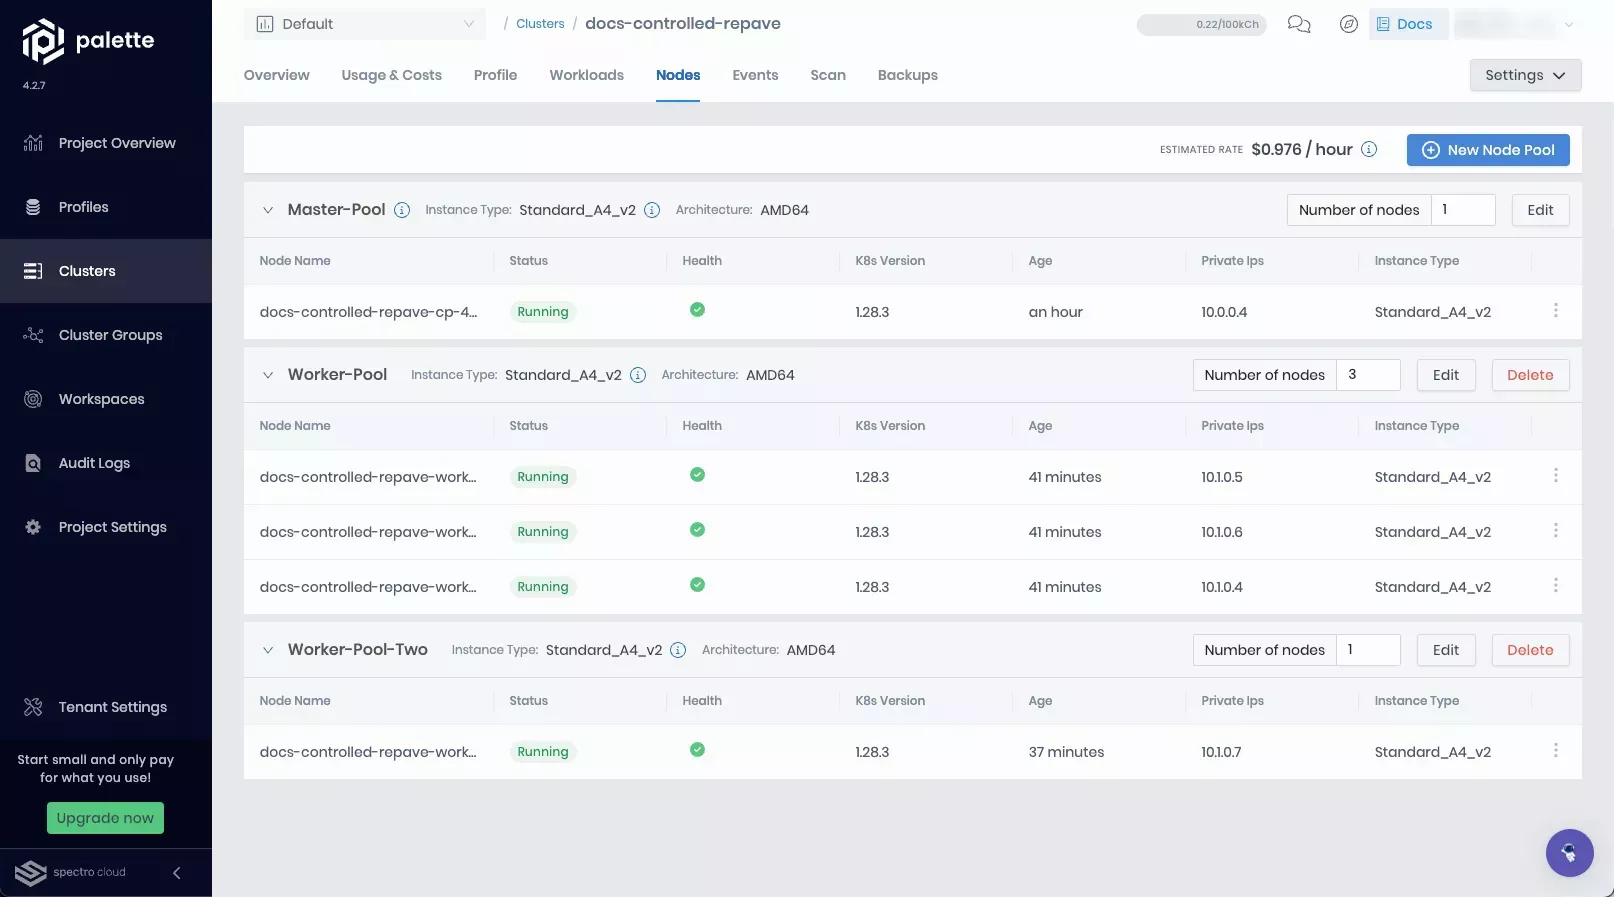 palette
4.2.7
Project Overview
Profiles
Clusters
Cluster Groups
Workspaces
Audit Logs
Project Settings
Tenant Settings
Start small and only pay
for what you use!
Upgrade now
spectro cloud
Default / Clusters / docs-controlled-repave 0.22/100kCh Docs
Overview Usage & Costs Profile Workloads Nodes Events Scan Backups Settings
ESTIMATED RATE $0.976 / hour New Node Pool
Master-Pool Instance Type: Standard_A4_v2 Architecture: AMD64 Number of nodes 1 Edit
Node Name Status Health K8s Version Age Private Ips Instance Type
docs-controlled-repave-cp-4... Running 1.28.3 an hour 10.0.0.4 Standard_A4_v2
Worker-Pool Instance Type: Standard_A4_v2 Architecture: AMD64 Number of nodes 3 Edit Delete
Node Name Status Health K8s Version Age Private Ips Instance Type
docs-controlled-repave-work... Running 1.28.3 41 minutes 10.1.0.5 Standard_A4_v2
docs-controlled-repave-work... Running 1.28.3 41 minutes 10.1.0.6 Standard_A4_v2
docs-controlled-repave-work... Running 1.28.3 41 minutes 10.1.0.4 Standard_A4_v2
Worker-Pool-Two Instance Type: Standard_A4_v2 Architecture: AMD64 Number of nodes 1 Edit Delete
Node Name Status Health K8s Version Age Private Ips Instance Type
docs-controlled-repave-work... Running 1.28.3 37 minutes 10.1.0.7 Standard_A4_v2